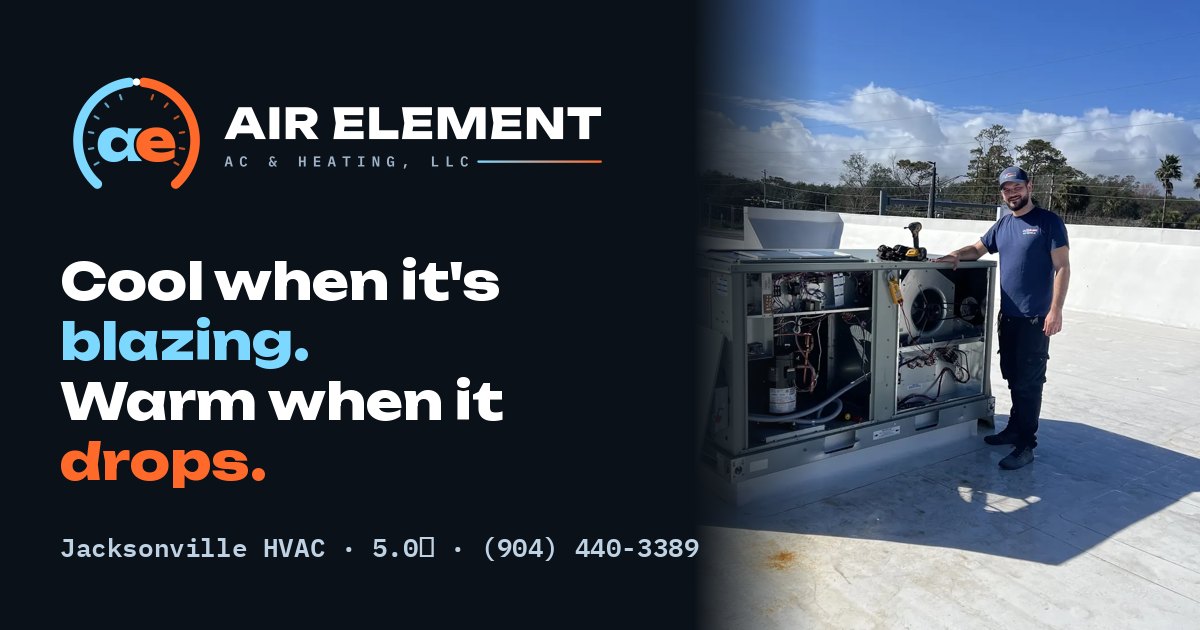 ae
AIR ELEMENT
AC & HEATING, LLC
Cool when it's
blazing.
Warm when it
drops.
Jacksonville HVAC · 5.0▯ · (904) 440-3389